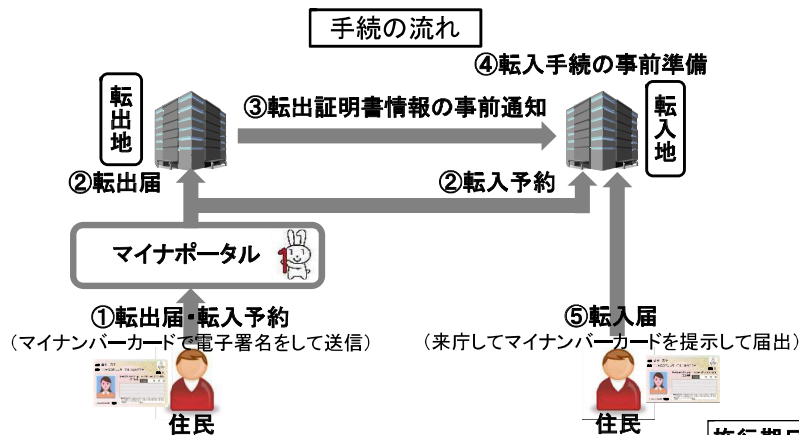 手続の流れ
④転入手続の事前準備
転出地
③転出証明書情報の事前通知
転入地
②転出届
②転入予約
マイナポータル
1
①転出届・転入予約
(マイナンバーカードで電子署名をして送信)
⑤転入届
(来庁してマイナンバーカードを提示して届出)
住民
住民